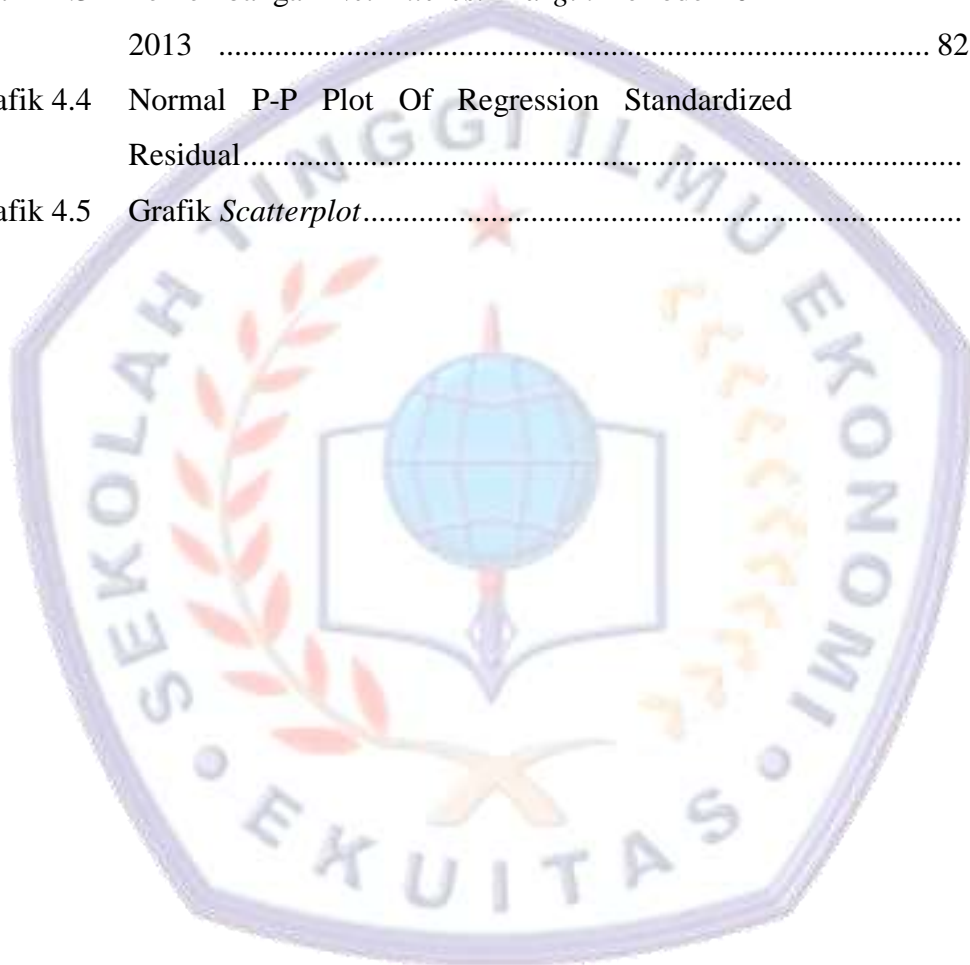 2013 ........................................................................................ 82
afik 4.4 Normal P-P Plot Of Regression Standardized
Residual.........................................................................................
afik 4.5 Grafik Scatterplot..........................................................................
SEKOLAH TINGGI ILMU EKONOMI
• EKUITAS •